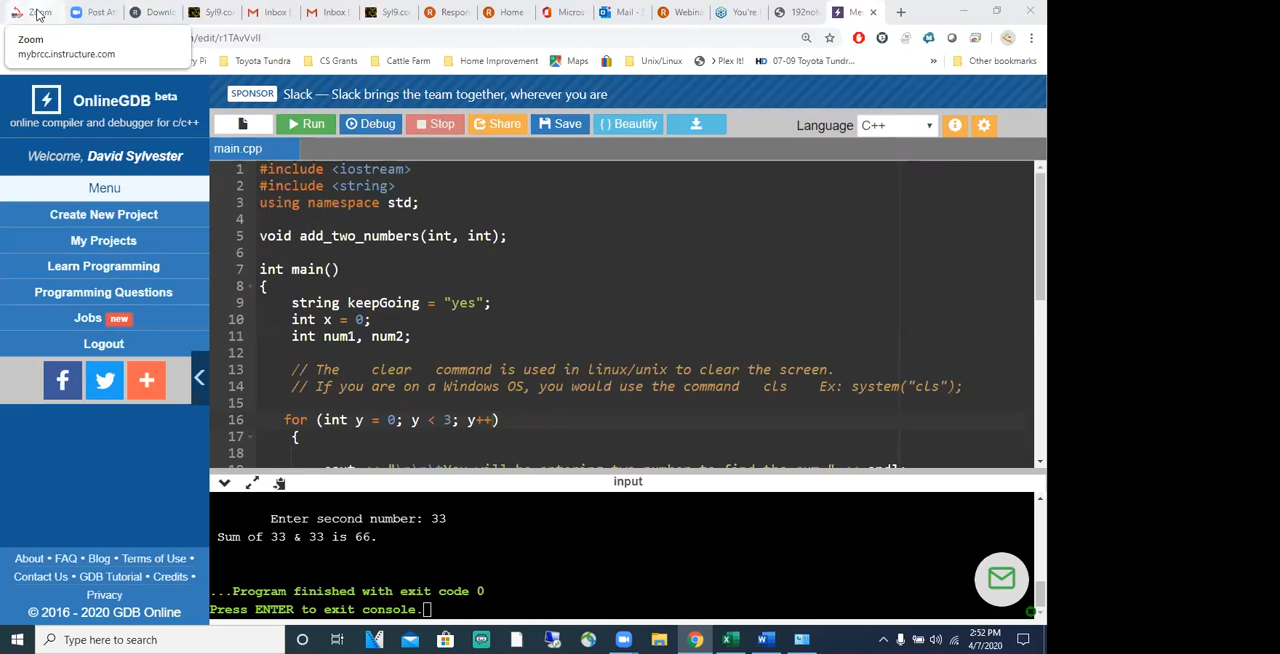 Zoom
Post At
Downlo
Syl9.co
Inbox (
Inbox (
Syl9.co
Respor
Home
Micros
Mail -
Webina
You're
192not
Me
Zoom
mybrcc.instructure.com
/edit/r1TAvVvII
Pi
Toyota Tundra
CS Grants
Cattle Farm
Home Improvement
Maps
Unix/Linux
> Plex It!
07-09 Toyota Tundr...
»
Other bookmarks
OnlineGDB beta
online compiler and debugger for c/c++
SPONSOR Slack — Slack brings the team together, wherever you are
Run
Debug
Stop
Share
Save
{ } Beautify
Language C++
Welcome, David Sylvester
main.cpp
Menu
Create New Project
My Projects
Learn Programming
Programming Questions
Jobs new
Logout
1 #include <iostream>
2 #include <string>
3 using namespace std;
4
5 void add_two_numbers(int, int);
6
7 int main()
8 {
9 string keepGoing = "yes";
10 int x = 0;
11 int num1, num2;
12
13 // The clear command is used in linux/unix to clear the screen.
14 // If you are on a Windows OS, you would use the command cls Ex: system("cls");
15
16 for (int y = 0; y < 3; y++)
17 {
18
input
Enter second number: 33
Sum of 33 & 33 is 66.
...Program finished with exit code 0
Press ENTER to exit console.
About • FAQ • Blog • Terms of Use •
Contact Us • GDB Tutorial • Credits •
Privacy
© 2016 - 2020 GDB Online
Type here to search
2:52 PM
4/7/2020